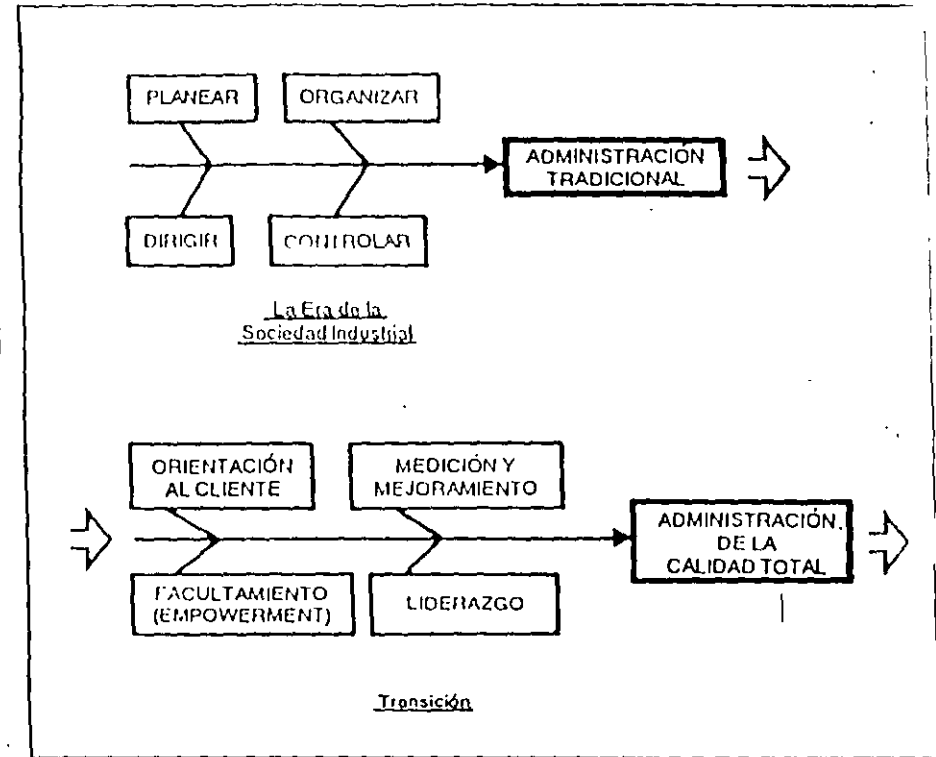 PLANEAR
ORGANIZAR
ADMINISTRACIÓN
TRADICIONAL
DIRIGIR
CONTROLAR
La Era de la
Sociedad Industrial
ORIENTACIÓN
AL CLIENTE
MEDICIÓN Y
MEJORAMIENTO
ADMINISTRACIÓN
DE LA
CALIDAD TOTAL
FACULTAMIENTO
(EMPOWERMENT)
LIDERAZGO
Transición